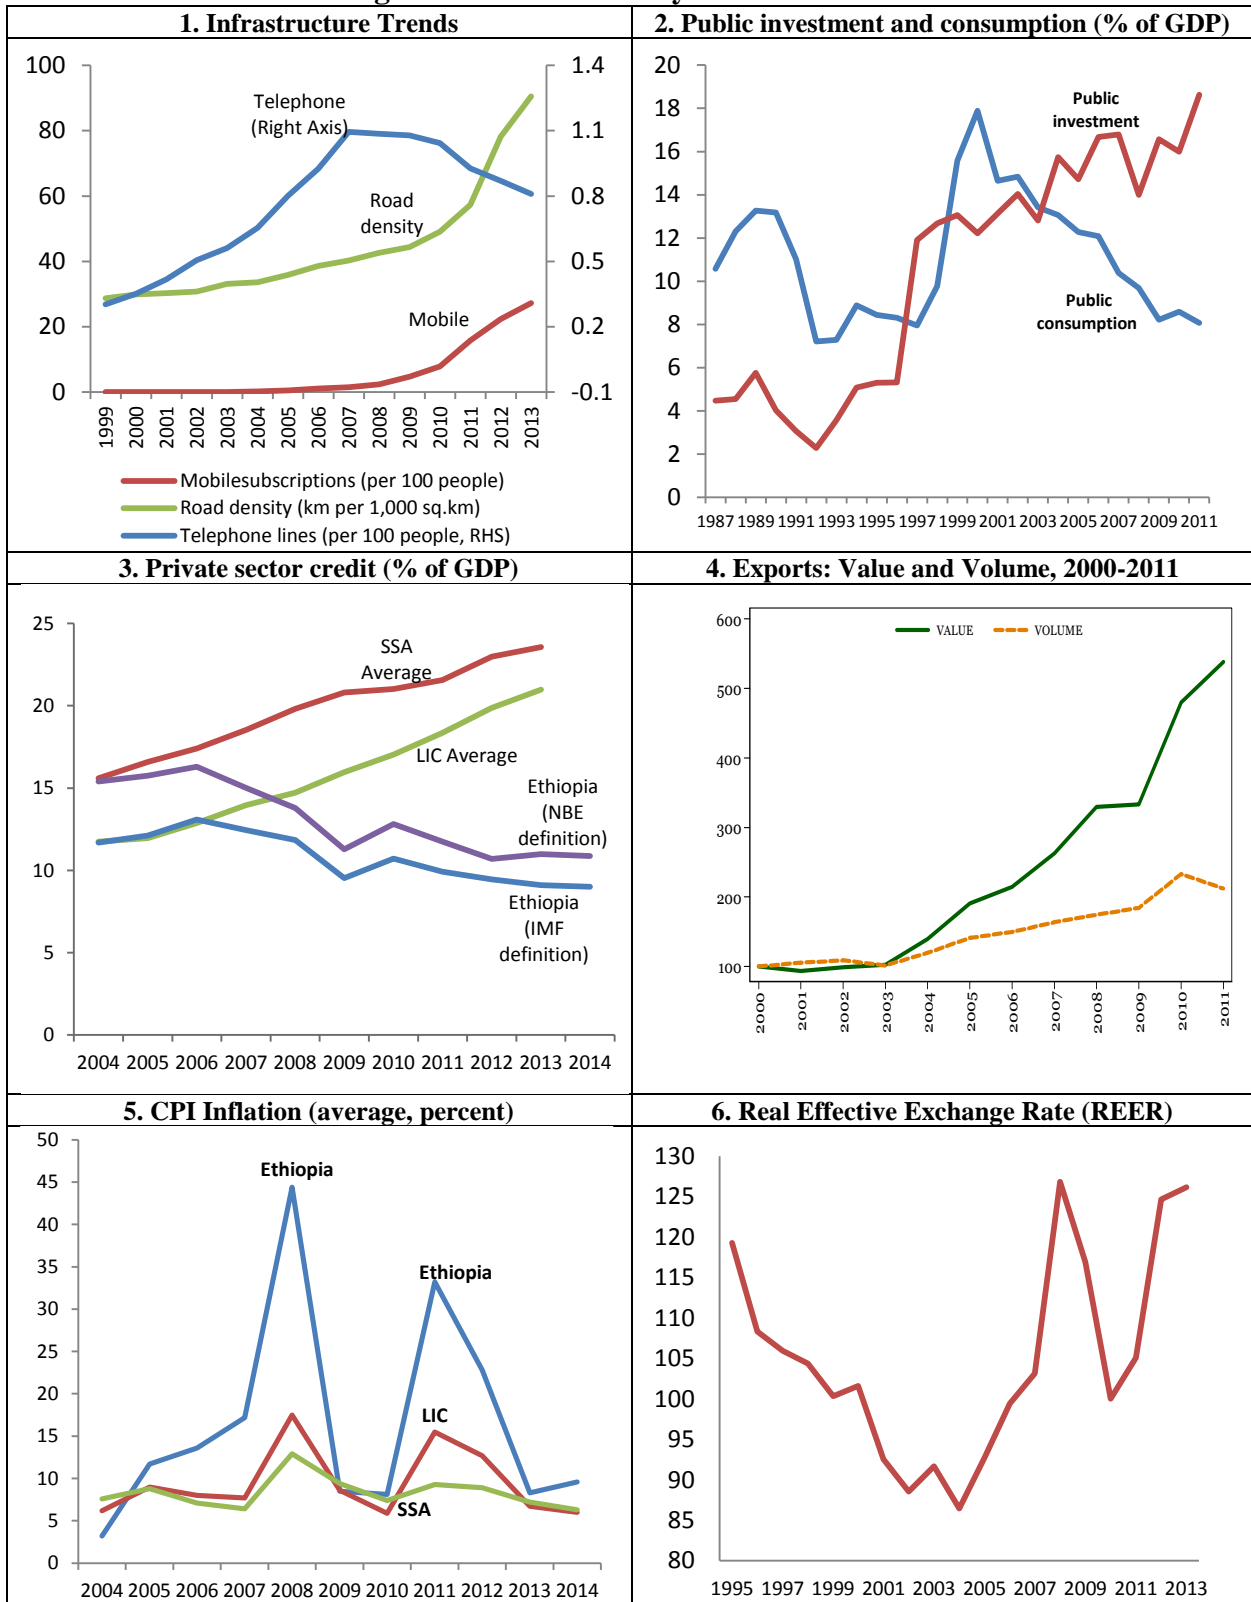 1. Infrastructure Trends
100
80
60
40
20
0
1.4
1.1
0.8
0.5
0.2
-0.1
Telephone
(Right Axis)
Road
density
Mobile
1999 2000 2001 2002 2003 2004 2005 2006 2007 2008 2009 2010 2011 2012 2013
Mobilesubscriptions (per 100 people)
Road density (km per 1,000 sq.km)
Telephone lines (per 100 people, RHS)
2. Public investment and consumption (% of GDP)
20
18
16
14
12
10
8
6
4
2
0
Public
investment
Public
consumption
1987 1989 1991 1993 1995 1997 1999 2001 2003 2005 2007 2009 2011
3. Private sector credit (% of GDP)
25
20
15
10
5
0
SSA
Average
LIC Average
Ethiopia
(NBE
definition)
Ethiopia
(IMF
definition)
2004 2005 2006 2007 2008 2009 2010 2011 2012 2013 2014
4. Exports: Value and Volume, 2000-2011
600
500
400
300
200
100
VALUE VOLUME
2000 2001 2002 2003 2004 2005 2006 2007 2008 2009 2010 2011
5. CPI Inflation (average, percent)
50
45
40
35
30
25
20
15
10
5
0
Ethiopia
Ethiopia
LIC
SSA
2004 2005 2006 2007 2008 2009 2010 2011 2012 2013 2014
6. Real Effective Exchange Rate (REER)
130
125
120
115
110
105
100
95
90
85
80
1995 1997 1999 2001 2003 2005 2007 2009 2011 2013